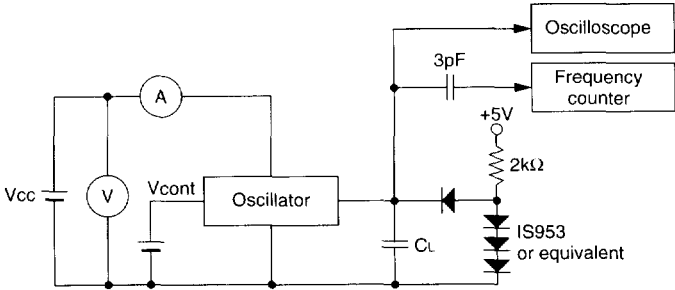 Oscilloscope
3pF
Frequency
counter
+5V
A
2kΩ
Vcc
V
Vcont
Oscillator
CL
IS953
or equivalent